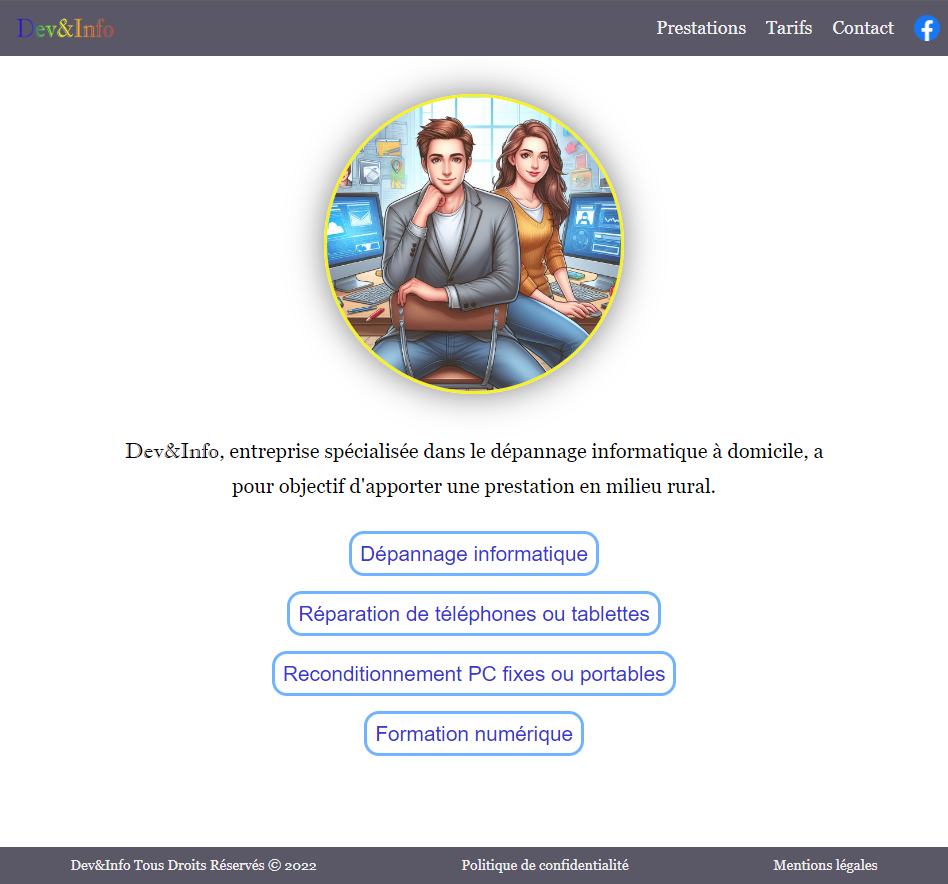 Dev&Info
Prestations
Tarifs
Contact
Dev&Info, entreprise spécialisée dans le dépannage informatique à domicile, a
pour objectif d'apporter une prestation en milieu rural.
Dépannage informatique
Réparation de téléphones ou tablettes
Reconditionnement PC fixes ou portables
Formation numérique
Dev&Info Tous Droits Réservés © 2022
Politique de confidentialité
Mentions légales